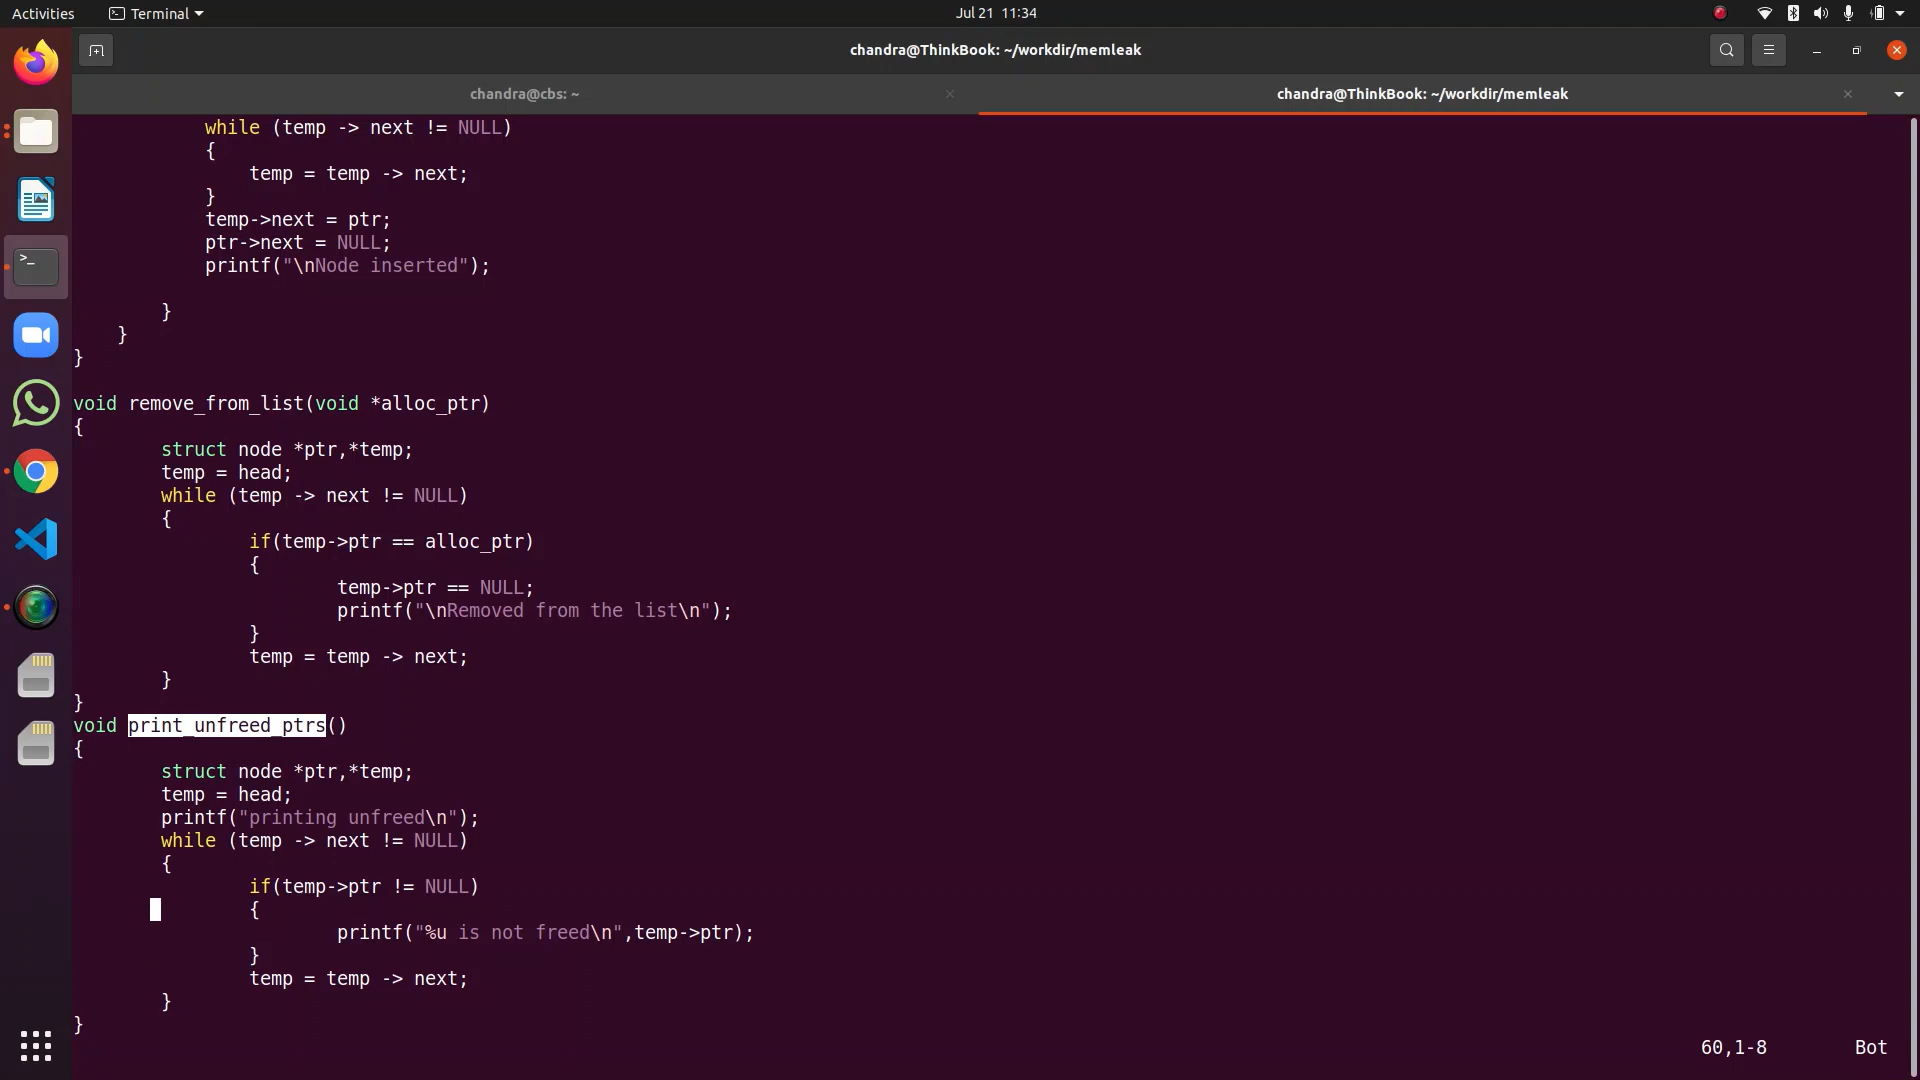 Activities
Terminal
Jul 21 11:34
chandra@ThinkBook: ~/workdir/memleak
chandra@cbs: ~
chandra@ThinkBook: ~/workdir/memleak
while (temp -> next != NULL)
{
temp = temp -> next;
}
temp->next = ptr;
ptr->next = NULL;
printf("\nNode inserted");
}
}
}
void remove_from_list(void *alloc_ptr)
{
struct node *ptr,*temp;
temp = head;
while (temp -> next != NULL)
{
if(temp->ptr == alloc_ptr)
{
temp->ptr == NULL;
printf("\nRemoved from the list\n");
}
temp = temp -> next;
}
}
void print_unfreed_ptrs()
{
struct node *ptr,*temp;
temp = head;
printf("printing unfreed\n");
while (temp -> next != NULL)
{
if(temp->ptr != NULL)
{
printf("%u is not freed\n",temp->ptr);
}
temp = temp -> next;
}
}
60,1-8
Bot